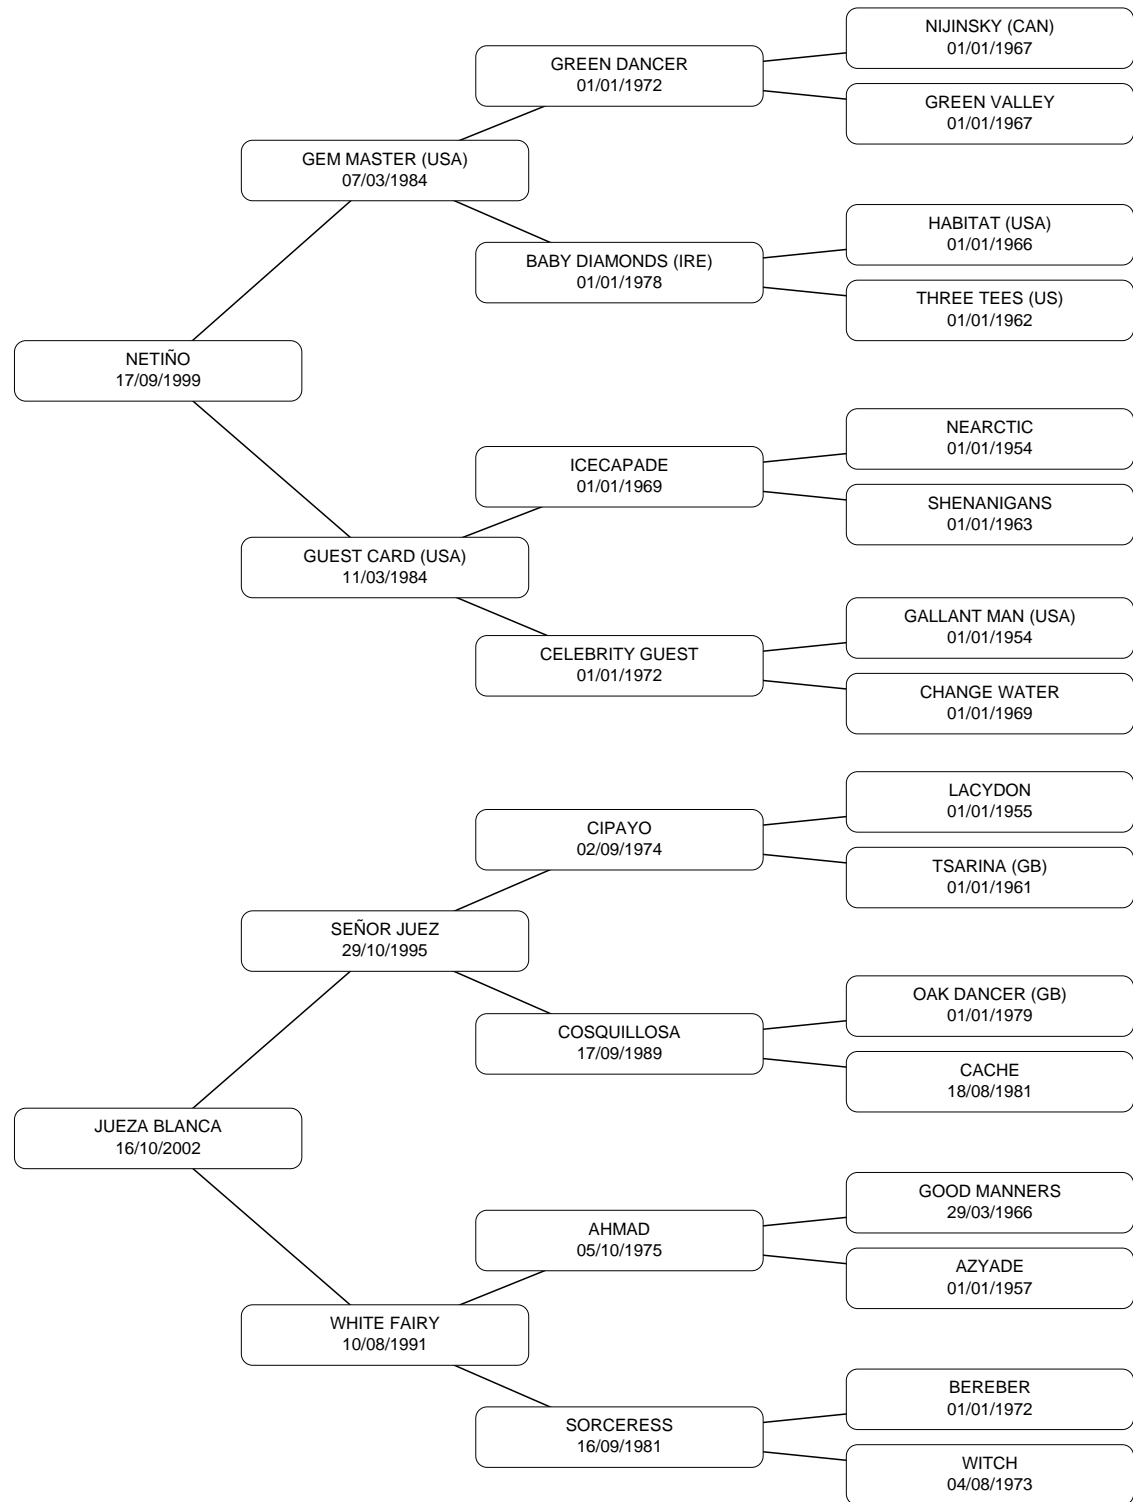 NIJINSKY (CAN)
01/01/1967
GREEN DANCER
01/01/1972
GREEN VALLEY
01/01/1967
GEM MASTER (USA)
07/03/1984
HABITAT (USA)
01/01/1966
BABY DIAMONDS (IRE)
01/01/1978
THREE TEES (US)
01/01/1962
NETIÑO
17/09/1999
NEARCTIC
01/01/1954
ICECAPADE
01/01/1969
SHENANIGANS
01/01/1963
GUEST CARD (USA)
11/03/1984
GALLANT MAN (USA)
01/01/1954
CELEBRITY GUEST
01/01/1972
CHANGE WATER
01/01/1969
LACYDON
01/01/1955
CIPAYO
02/09/1974
TSARINA (GB)
01/01/1961
SEÑOR JUEZ
29/10/1995
OAK DANCER (GB)
01/01/1979
COSQUILLOSA
17/09/1989
CACHE
18/08/1981
JUEZA BLANCA
16/10/2002
GOOD MANNERS
29/03/1966
AHMAD
05/10/1975
AZYADE
01/01/1957
WHITE FAIRY
10/08/1991
BEREBER
01/01/1972
SORCERESS
16/09/1981
WITCH
04/08/1973